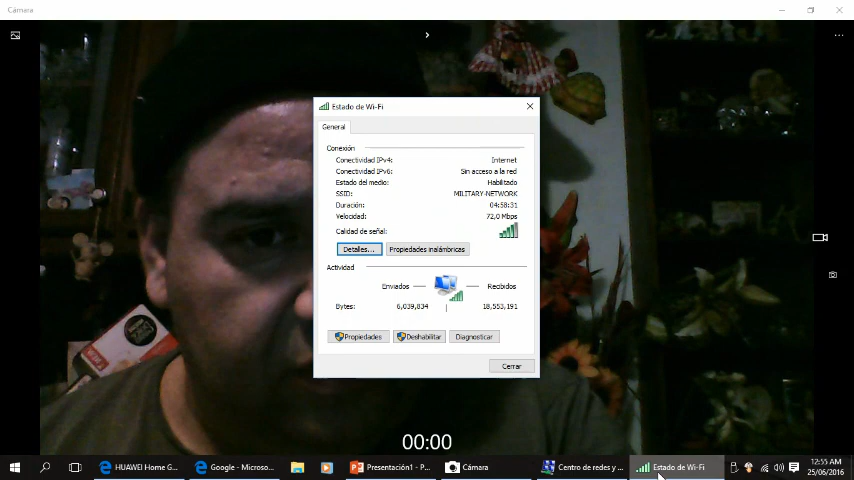 Cámara
Estado de Wi-Fi
General
Conexión
Conectividad IPv4: Internet
Conectividad IPv6: Sin acceso a la red
Estado del medio: Habilitado
SSID: MILITARY-NETWORK
Duración: 04:58:31
Velocidad: 72,0 Mbps
Calidad de señal:
Detalles... Propiedades inalámbricas
Actividad
Enviados Recibidos
Bytes: 6,039,834 18,553,191
Propiedades Deshabilitar Diagnosticar
Cerrar
00:00
HUAWEI Home G... Google - Microso... Presentación1 - P... Cámara Centro de redes y ... Estado de Wi-Fi
12:55 AM
25/06/2016